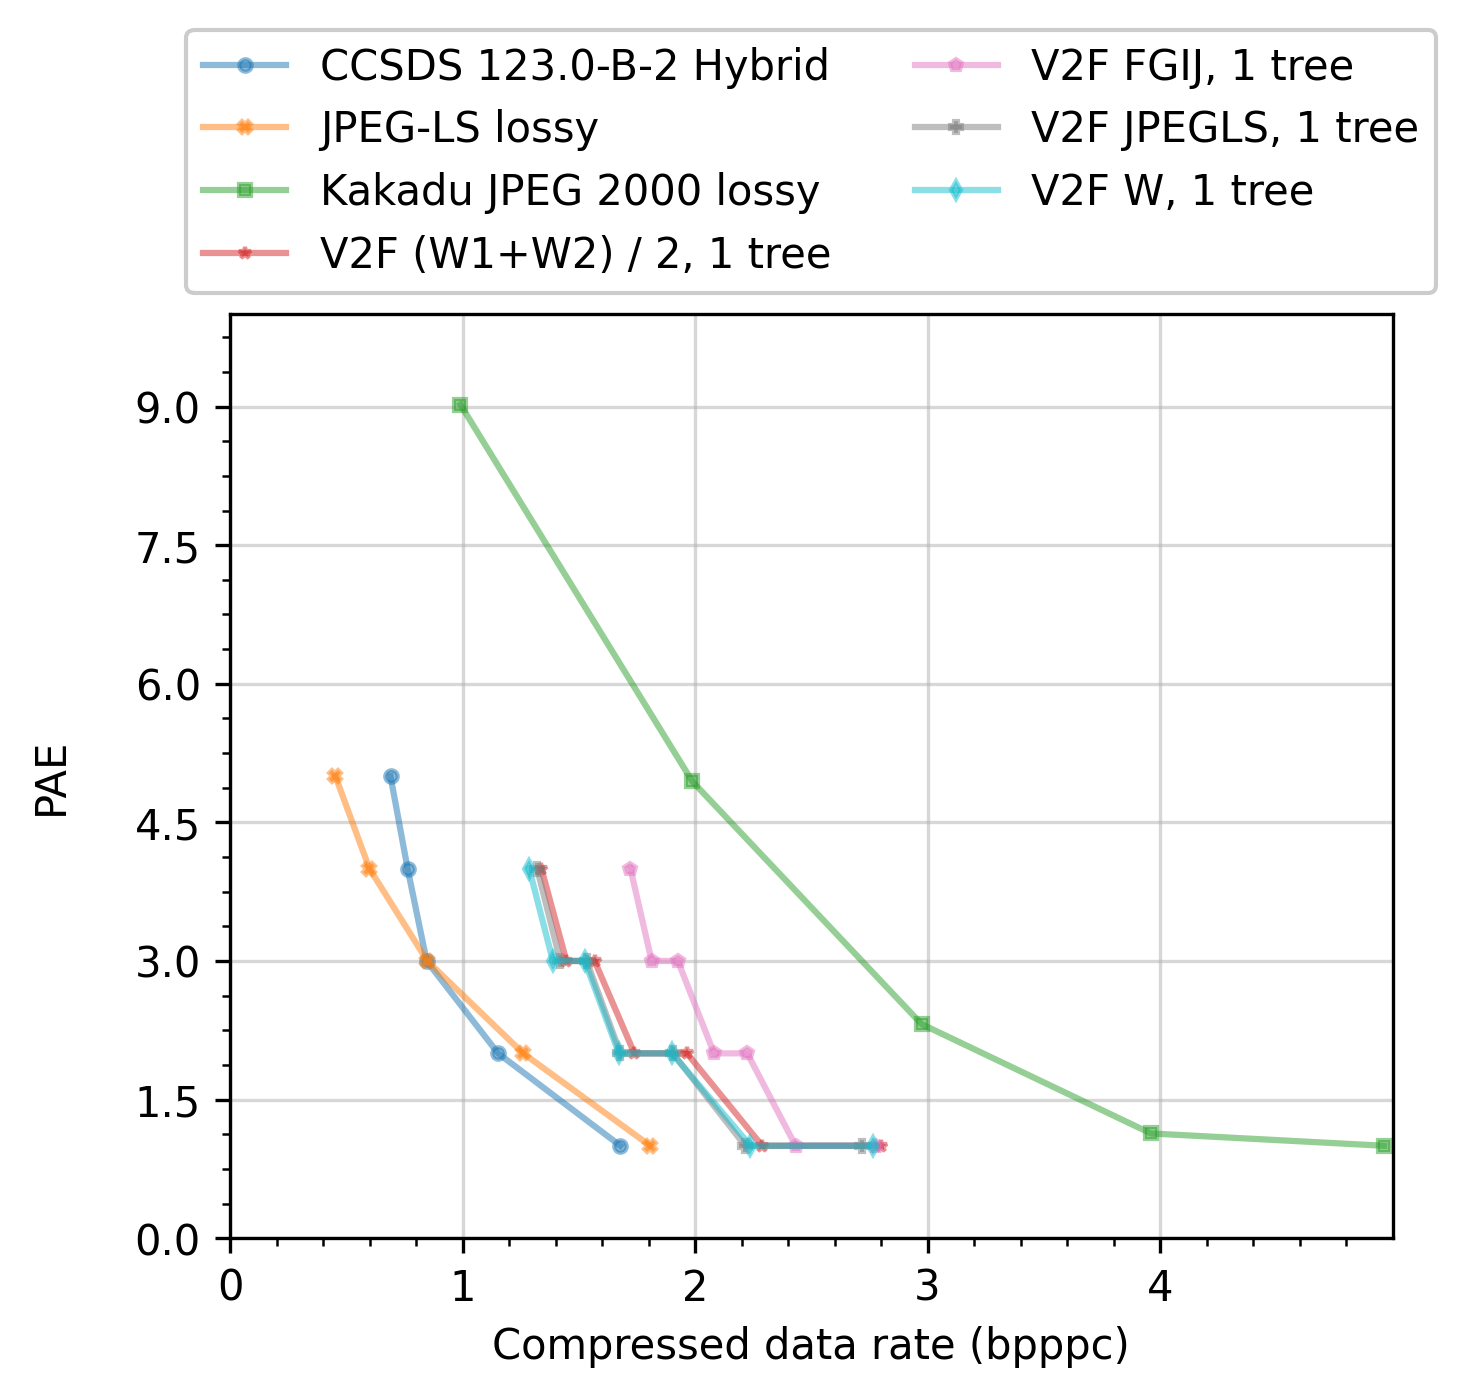 CCSDS 123.0-B-2 Hybrid
JPEG-LS lossy
Kakadu JPEG 2000 lossy
V2F (W1+W2) / 2, 1 tree
V2F FGIJ, 1 tree
V2F JPEGLS, 1 tree
V2F W, 1 tree
9.0
7.5
6.0
4.5
3.0
1.5
0.0
PAE
0 1 2 3 4
Compressed data rate (bpppc)